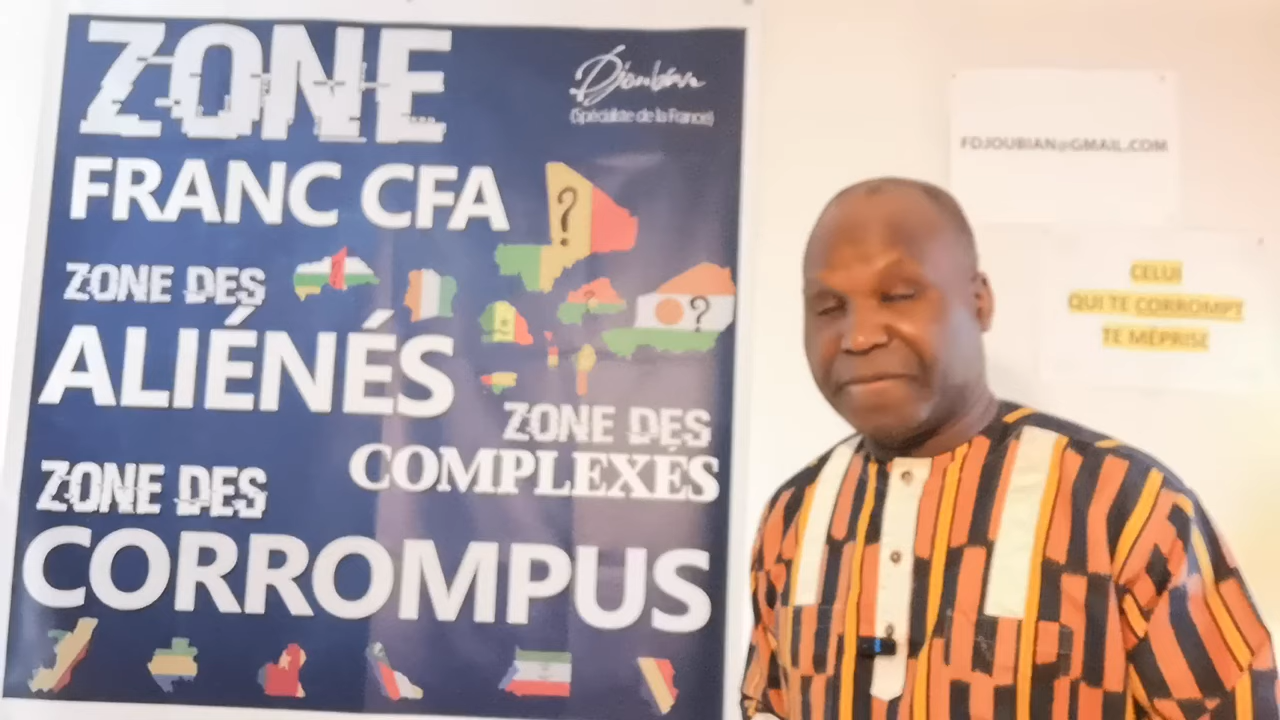 ZONE
Djoubian
(Spécialiste de la France)
FRANC CFA
?
?
?
ZONE DES
ALIÉNÉS
ZONE DES
COMPLEXÉS
ZONE DES
CORROMPUS
FDJOUBIAN@GMAIL.COM
CELUI
QUI TE CORROMPT
TE MÉPRISE